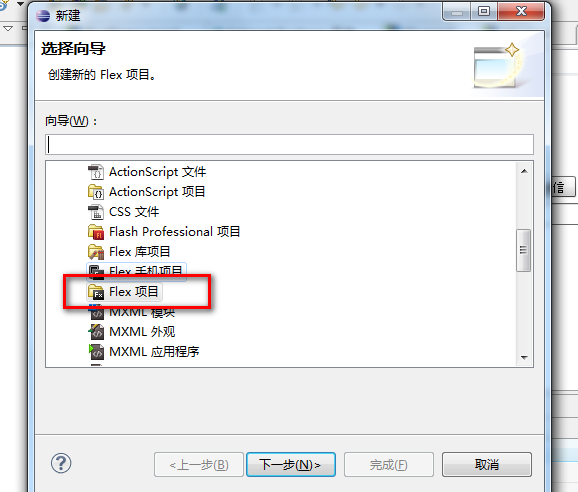 新建
选择向导
创建新的 Flex 项目。
向导(W)：
信
ActionScript 文件
ActionScript 项目
CSS 文件
Flash Professional 项目
Flex 库项目
Flex 手机项目
Flex 项目
MXML 模块
MXML 外观
MXML 应用程序
<上一步(B)
下一步(N)>
完成(F)
取消